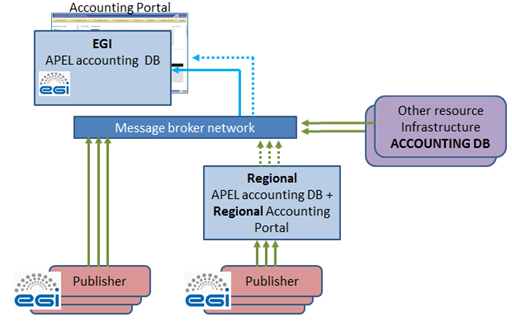 Accounting Portal
EGI
APEL accounting DB
egi
Message broker network
Other resource
Infrastructure
ACCOUNTING DB
Regional
APEL accounting DB +
Regional Accounting
Portal
Publisher
egi
Publisher
egi